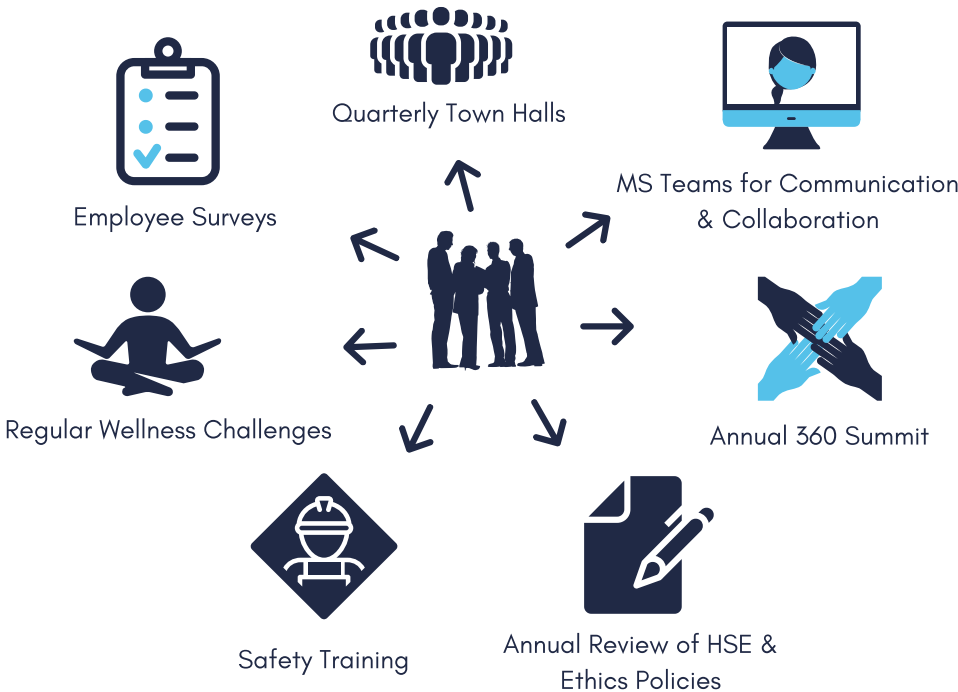 Quarterly Town Halls
MS Teams for Communication
& Collaboration
Employee Surveys
Regular Wellness Challenges
Annual 360 Summit
Safety Training
Annual Review of HSE &
Ethics Policies